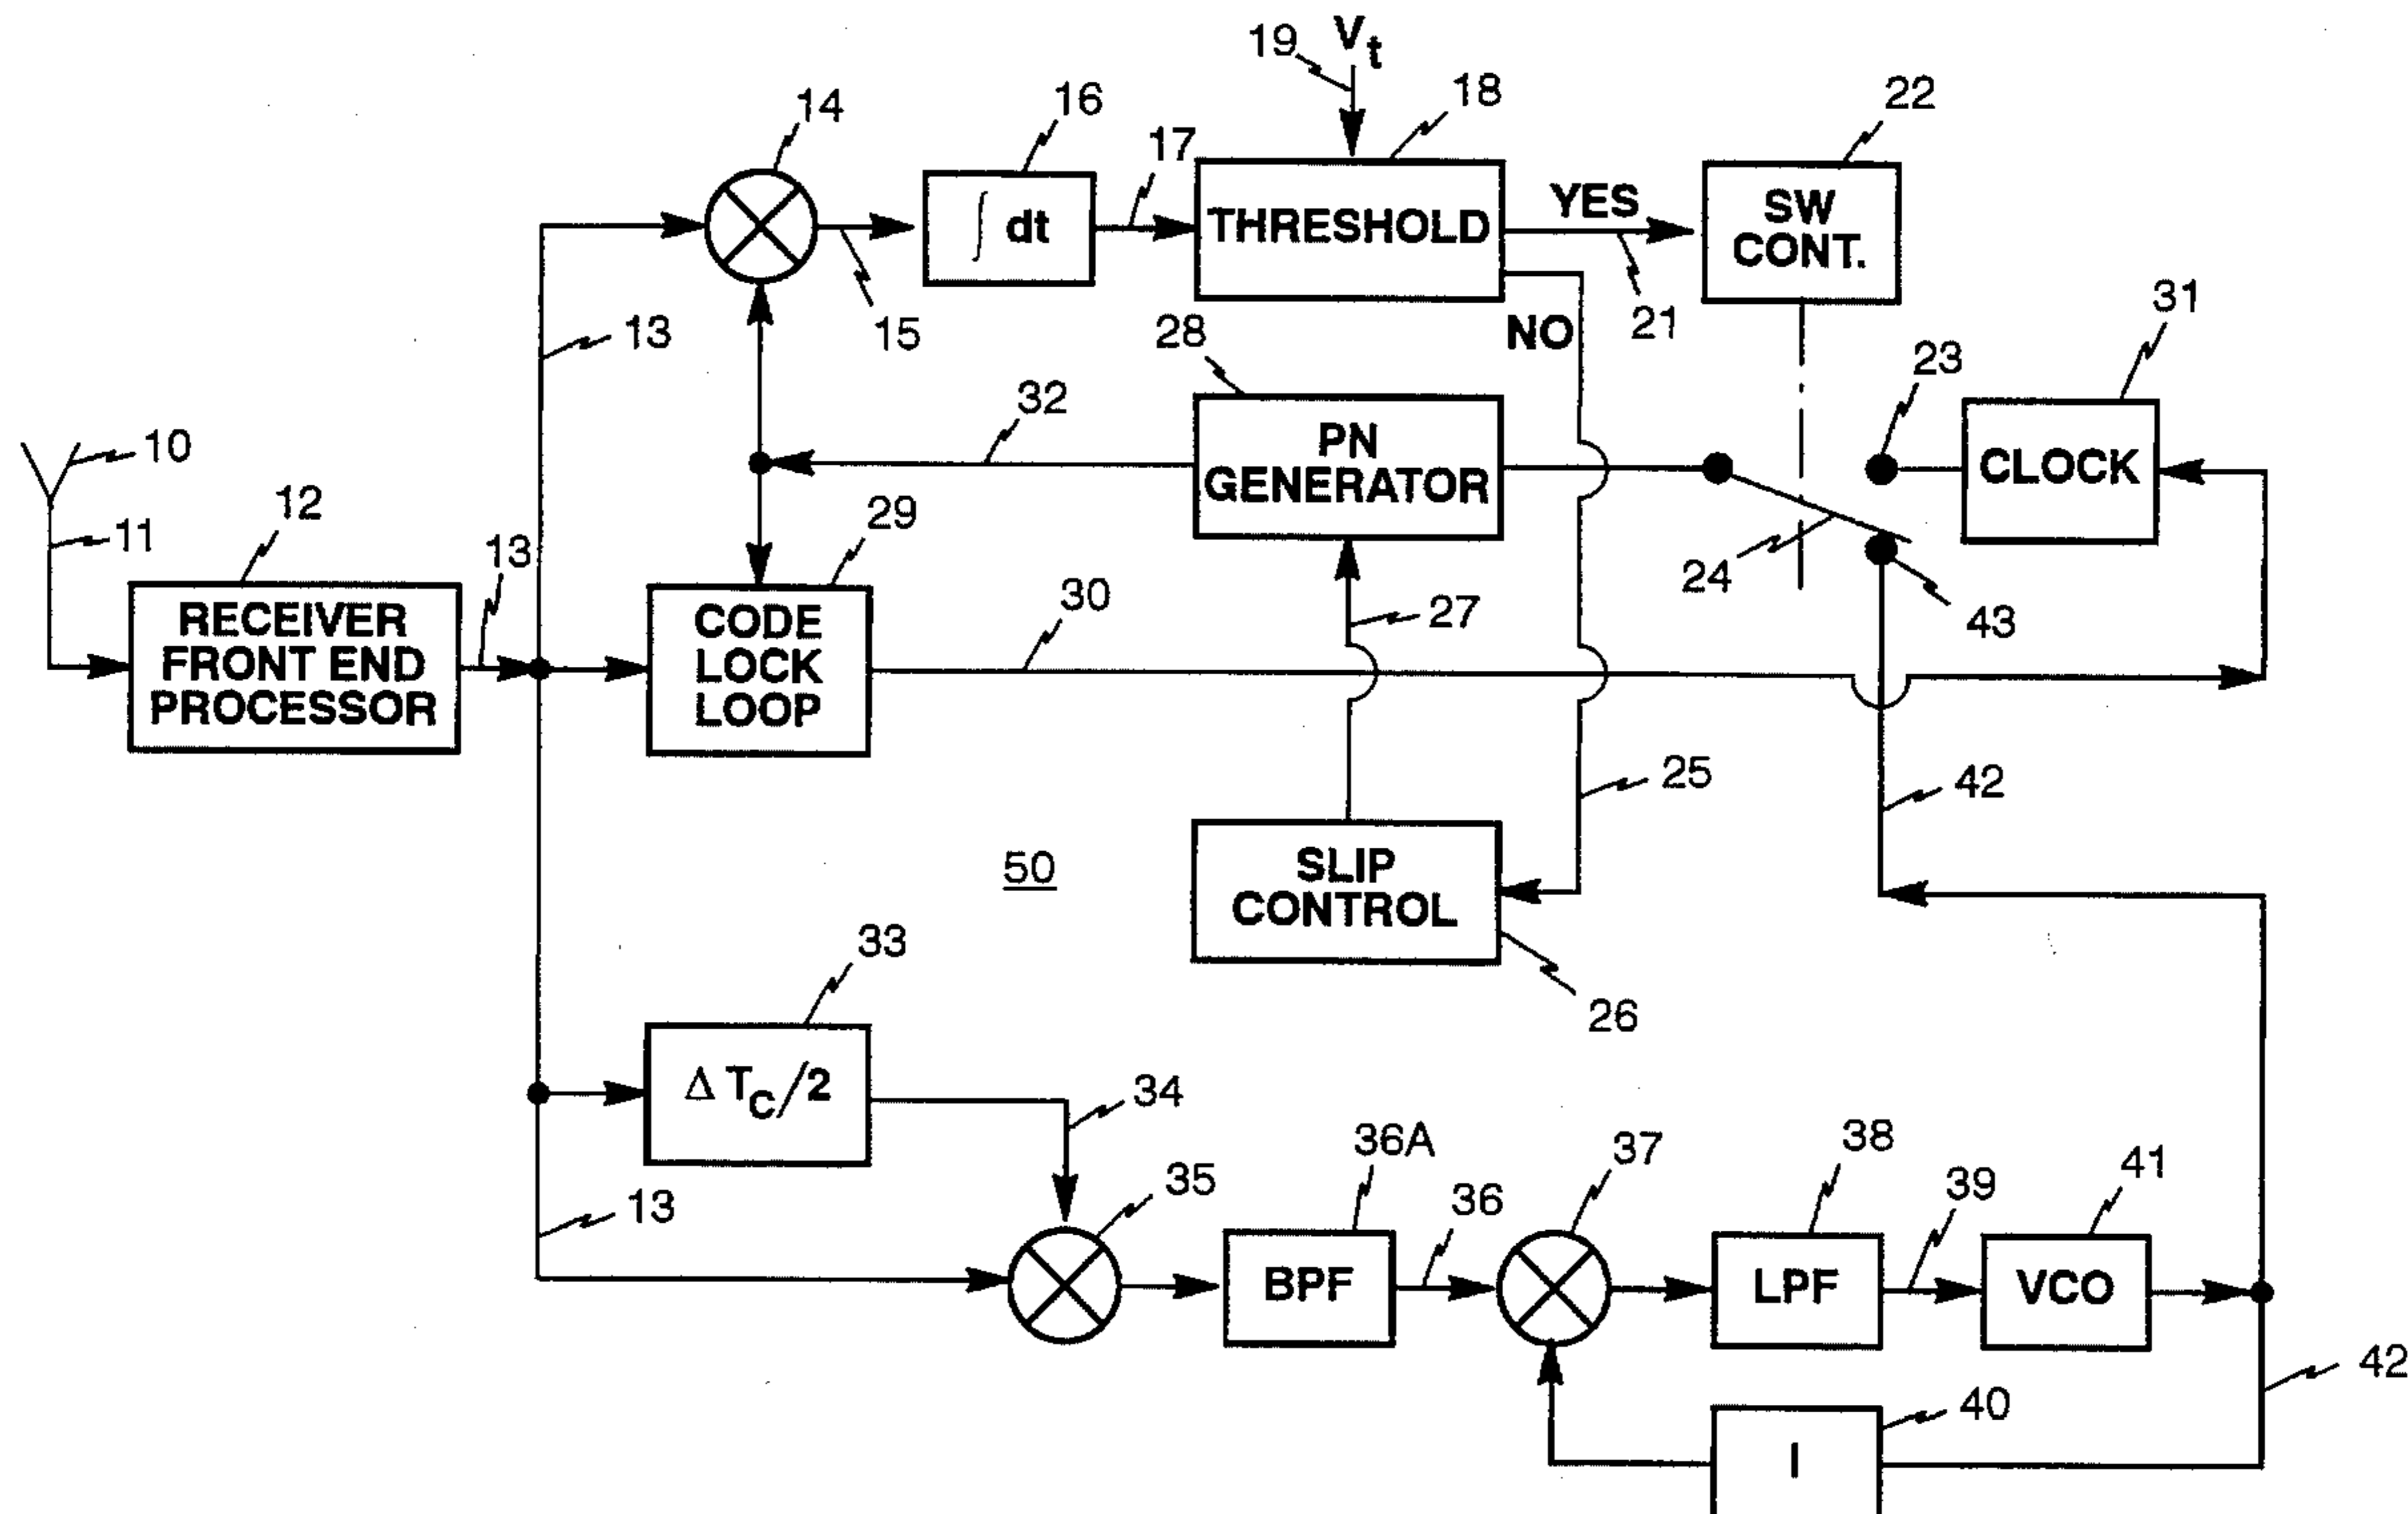 19
Vt
14
16
17
18
22
∫ dt
THRESHOLD
YES
SW
CONT.
13
15
28
NO
21
31
23
10
32
PN
GENERATOR
CLOCK
12
29
11
13
24
30
27
43
RECEIVER
FRONT END
PROCESSOR
CODE
LOCK
LOOP
25
42
50
SLIP
CONTROL
33
26
Δ TC/2
34
36A
37
38
41
13
35
36
39
BPF
LPF
VCO
42
40
I